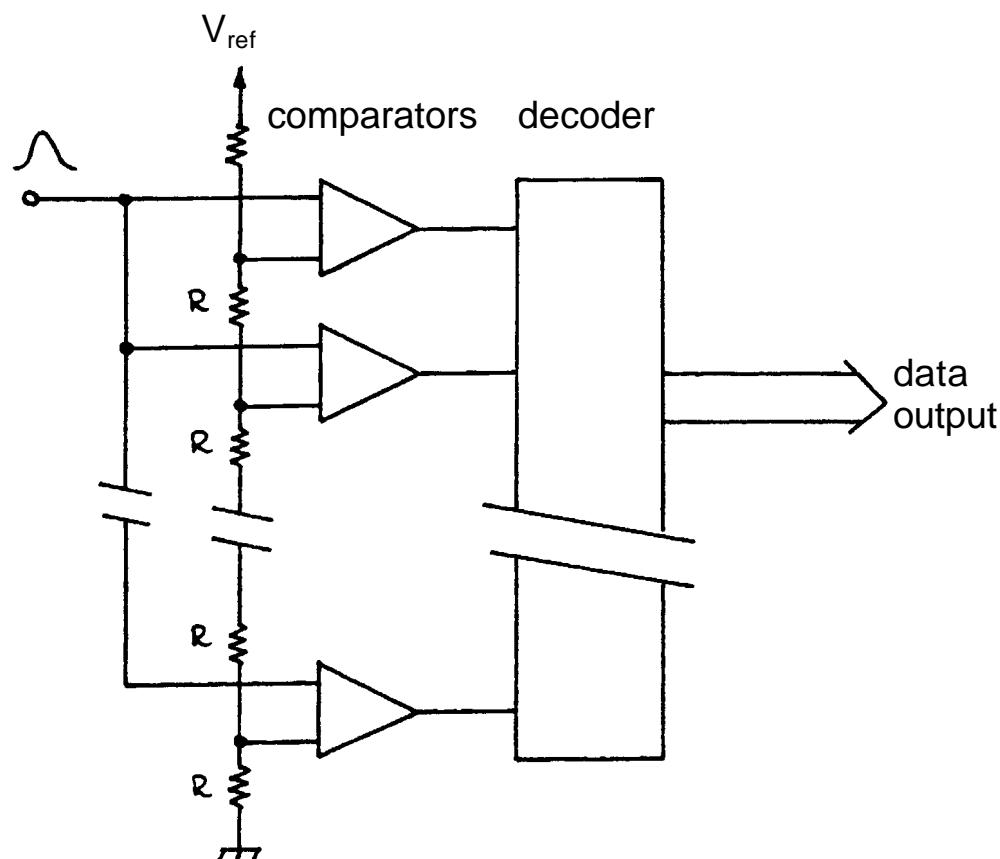 V_ref
comparators decoder
R
R
data
output
R
R